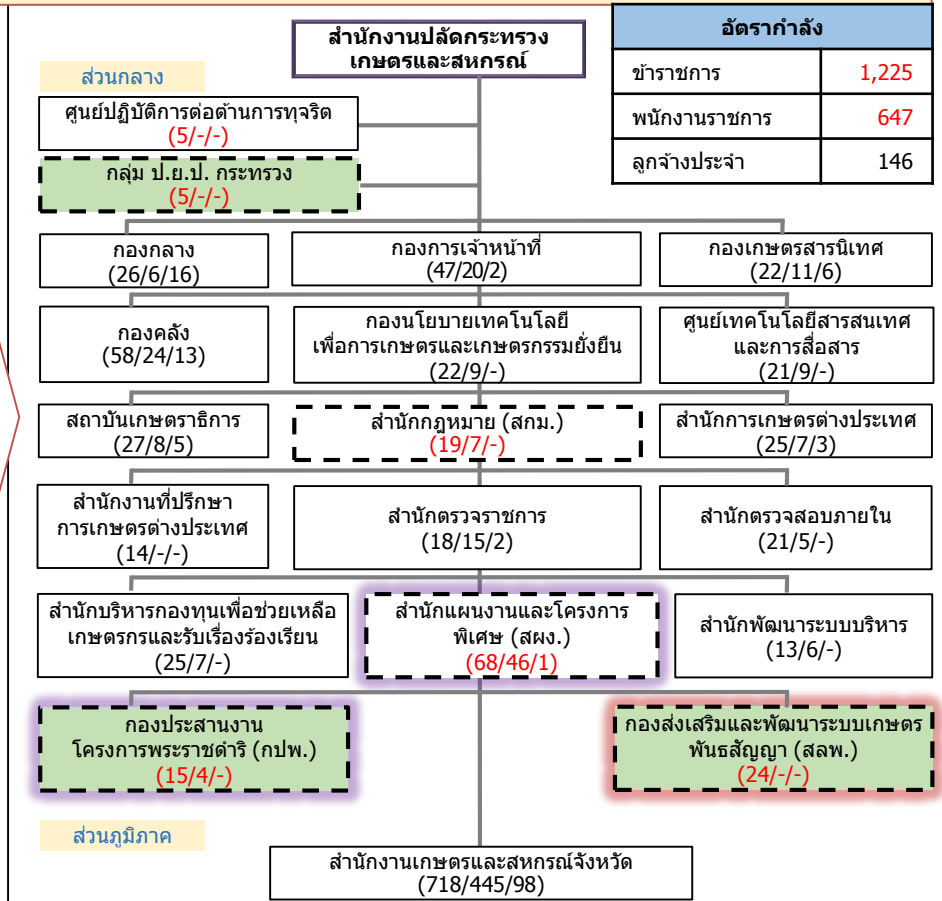 สำนักงานปลัดกระทรวง
เกษตรและสหกรณ์
อัตรากำลัง
ข้าราชการ 1,225
พนักงานราชการ 647
ลูกจ้างประจำ 146
ส่วนกลาง
ศูนย์ปฏิบัติการต่อต้านการทุจริต
(5/-/-)
กลุ่ม ป.ย.ป. กระทรวง
(5/-/-)
กองกลาง
(26/6/16)
กองการเจ้าหน้าที่
(47/20/2)
กองเกษตรสารนิเทศ
(22/11/6)
กองคลัง
(58/24/13)
กองนโยบายเทคโนโลยี
เพื่อการเกษตรและเกษตรกรรมยั่งยืน
(22/9/-)
ศูนย์เทคโนโลยีสารสนเทศ
และการสื่อสาร
(21/9/-)
สถาบันเกษตราธิการ
(27/8/5)
สำนักกฎหมาย (สกม.)
(19/7/-)
สำนักการเกษตรต่างประเทศ
(25/7/3)
สำนักงานที่ปรึกษา
การเกษตรต่างประเทศ
(14/-/-)
สำนักตรวจราชการ
(18/15/2)
สำนักตรวจสอบภายใน
(21/5/-)
สำนักบริหารกองทุนเพื่อช่วยเหลือ
เกษตรกรและรับเรื่องร้องเรียน
(25/7/-)
สำนักแผนงานและโครงการ
พิเศษ (สผง.)
(68/46/1)
สำนักพัฒนาระบบบริหาร
(13/6/-)
กองประสานงาน
โครงการพระราชดำริ (กปพ.)
(15/4/-)
กองส่งเสริมและพัฒนาระบบเกษตร
พันธสัญญา (สลพ.)
(24/-/-)
ส่วนภูมิภาค
สำนักงานเกษตรและสหกรณ์จังหวัด
(718/445/98)